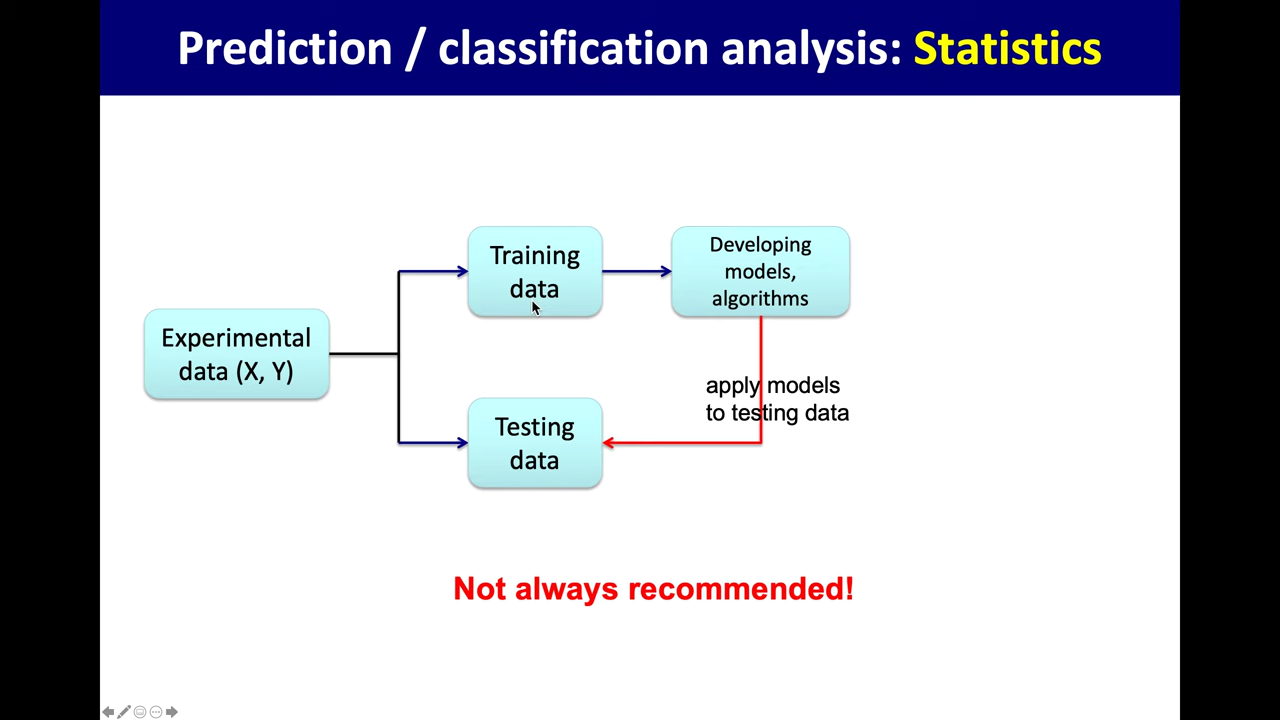 Prediction / classification analysis: Statistics
Training
data
Developing
models,
algorithms
Experimental
data (X, Y)
apply models
to testing data
Testing
data
Not always recommended!